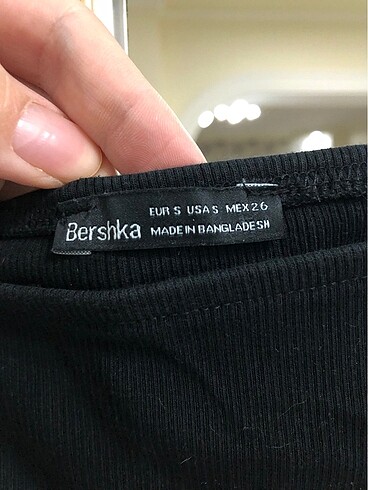 EUR S USA S MEX 26
Bershka MADE IN BANGLADESH